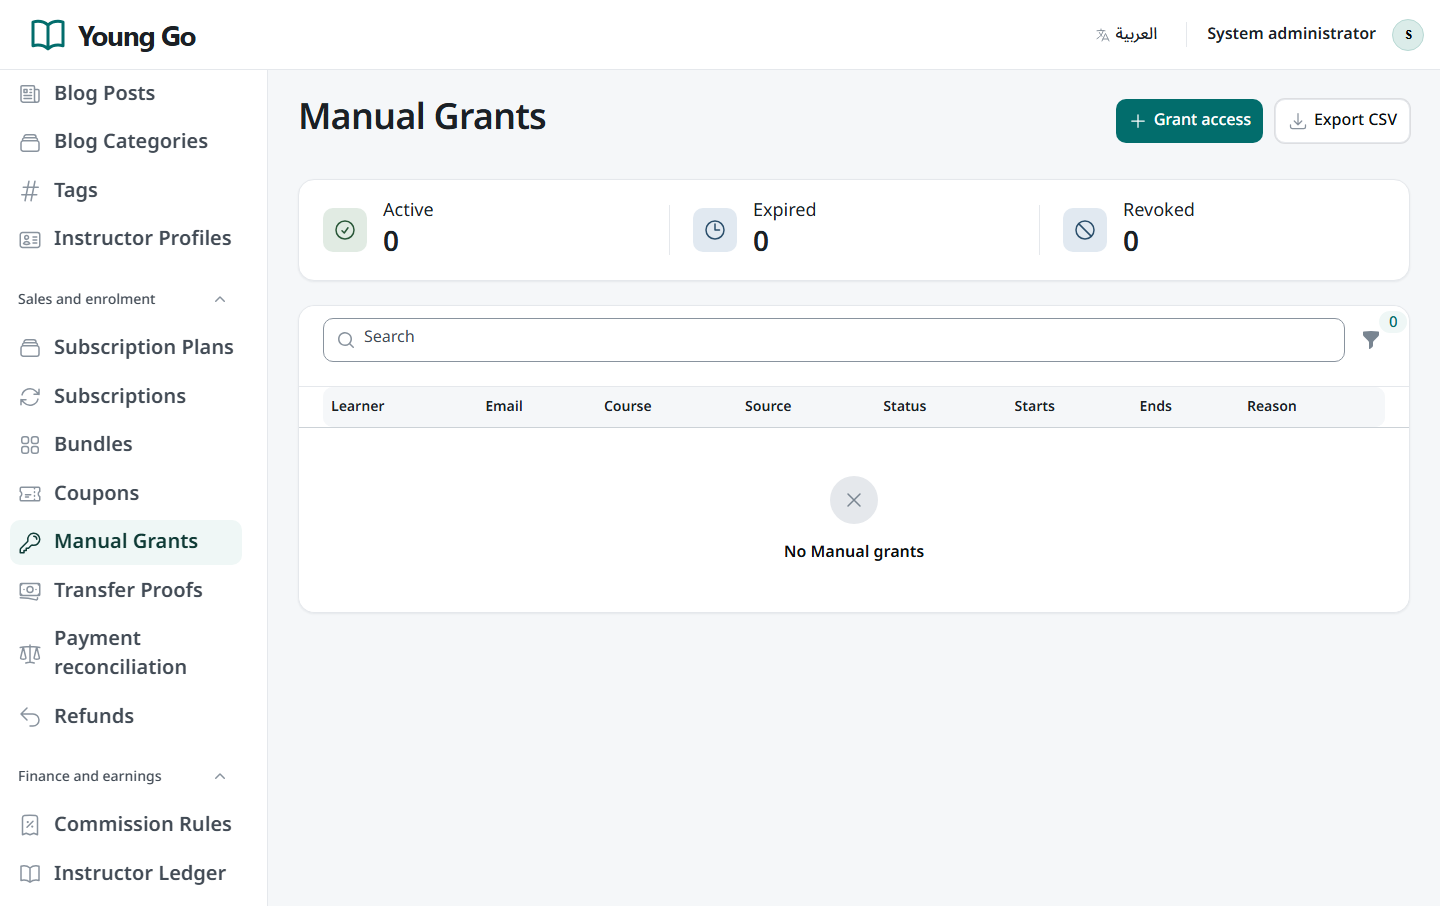 Young Go
العربية
System administrator
S
Blog Posts
Blog Categories
Tags
Instructor Profiles
Sales and enrolment
Subscription Plans
Subscriptions
Bundles
Coupons
Manual Grants
Transfer Proofs
Payment
reconciliation
Refunds
Finance and earnings
Commission Rules
Instructor Ledger
Manual Grants
Grant access
Export CSV
Active
0
Expired
0
Revoked
0
Search
0
Learner Email Course Source Status Starts Ends Reason
No Manual grants